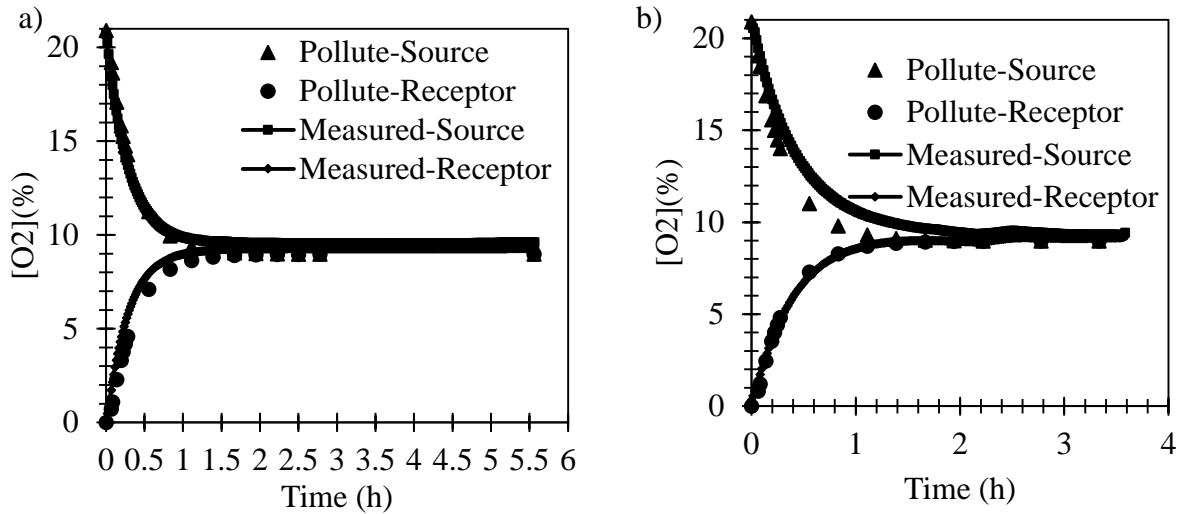 a)
[O2](%)
20
15
10
5
0
Pollute-Source
Pollute-Receptor
Measured-Source
Measured-Receptor
0 0.5 1 1.5 2 2.5 3 3.5 4 4.5 5 5.5 6
Time (h)
b)
[O2](%)
20
15
10
5
0
Pollute-Source
Pollute-Receptor
Measured-Source
Measured-Receptor
0 1 2 3 4
Time (h)